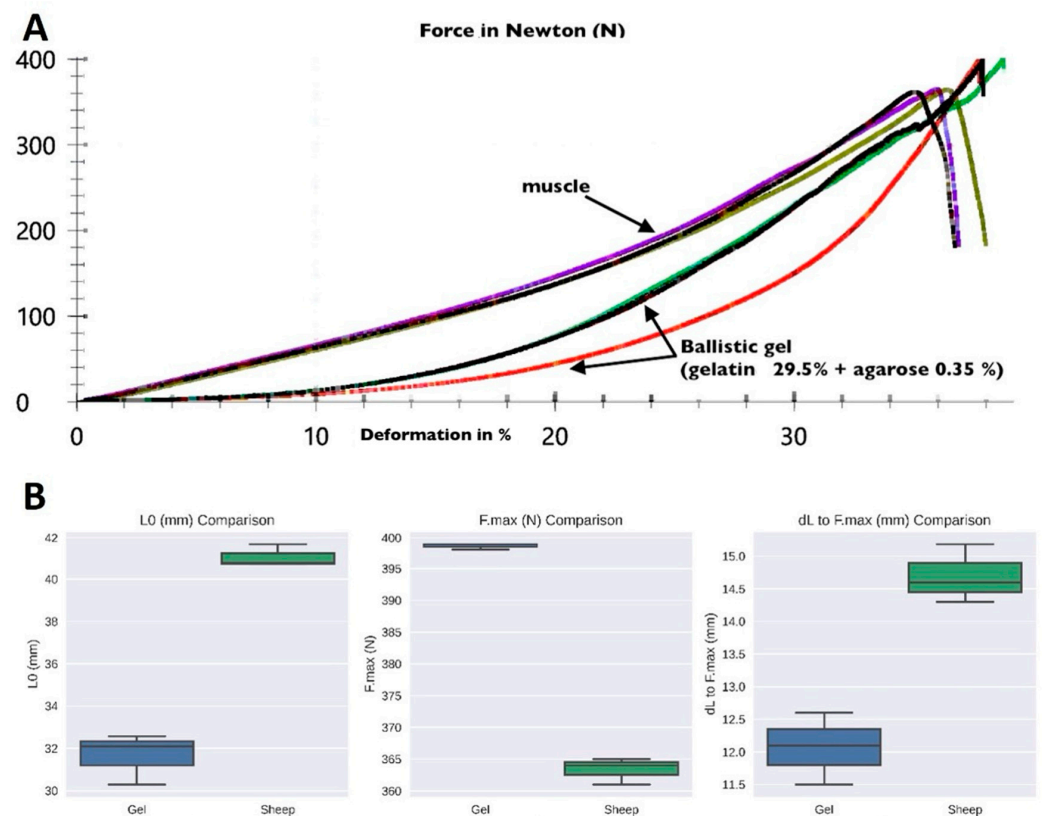 A
Force in Newton (N)
400
300
200
100
0
muscle
Ballistic gel
(gelatin 29.5% + agarose 0.35 %)
0 10 Deformation in % 20 30
B
L0 (mm) Comparison
L0 (mm)
42
40
38
36
34
32
30
Gel Sheep
F.max (N) Comparison
F.max (N)
400
395
390
385
380
375
370
365
360
Gel Sheep
dL to F.max (mm) Comparison
dL to F.max (mm)
15.0
14.5
14.0
13.5
13.0
12.5
12.0
11.5
Gel Sheep